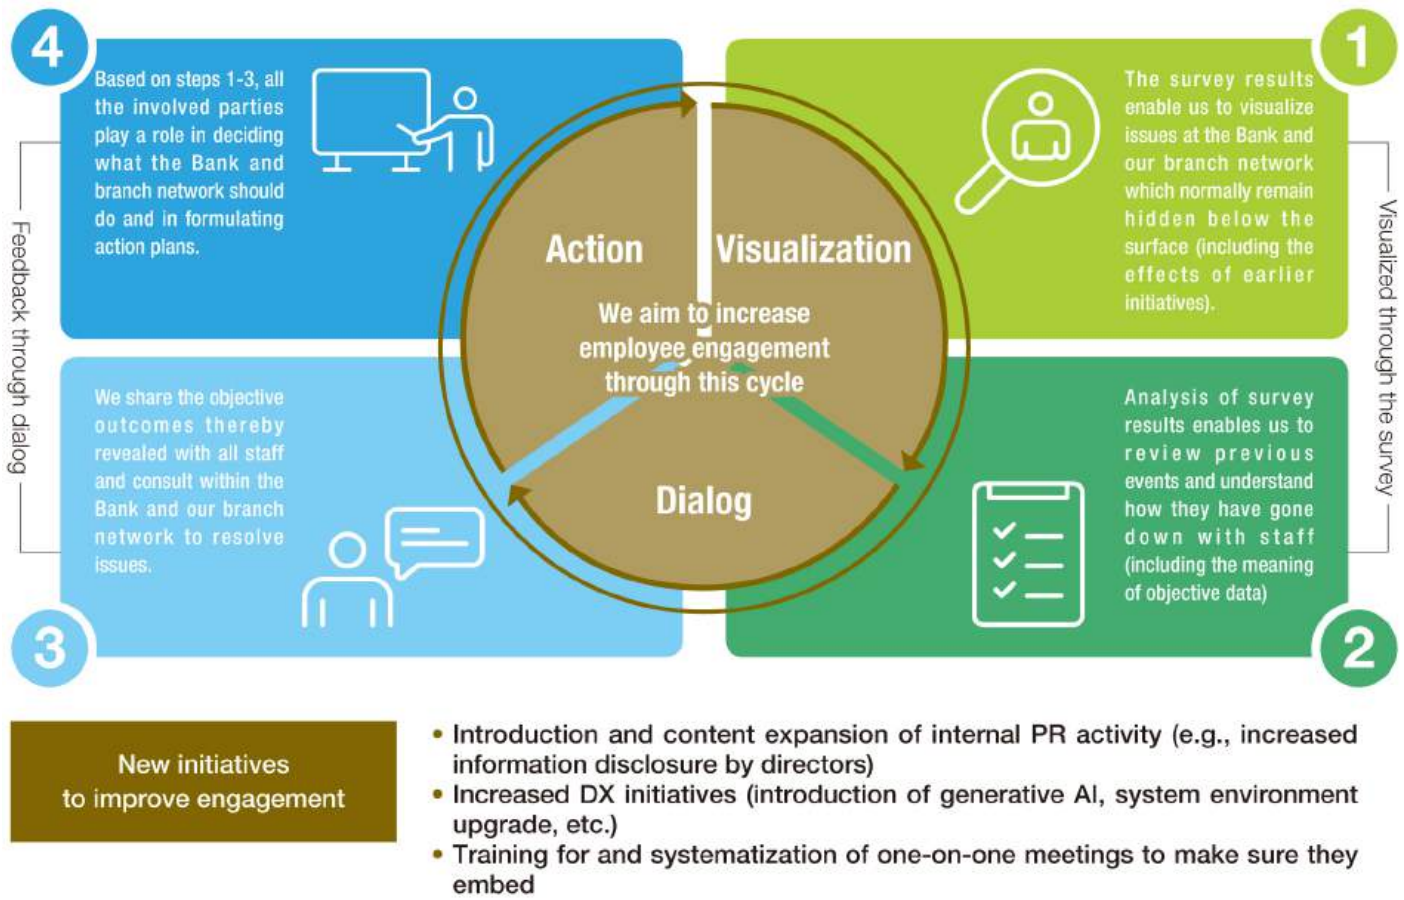 1
The survey results
enable us to visualize
issues at the Bank and
our branch network
which normally remain
hidden below the
surface (including the
effects of earlier
initiatives).
Visualized through the survey
2
Analysis of survey
results enables us to
review previous
events and understand
how they have gone
down with staff
(including the meaning
of objective data)
3
We share the objective
outcomes thereby
revealed with all staff
and consult within the
Bank and our branch
network to resolve
issues.
Feedback through dialog
4
Based on steps 1-3, all
the involved parties
play a role in deciding
what the Bank and
branch network should
do and in formulating
action plans.
Action
Visualization
We aim to increase
employee engagement
through this cycle
Dialog
New initiatives
to improve engagement
• Introduction and content expansion of internal PR activity (e.g., increased
information disclosure by directors)
• Increased DX initiatives (introduction of generative AI, system environment
upgrade, etc.)
• Training for and systematization of one-on-one meetings to make sure they
embed